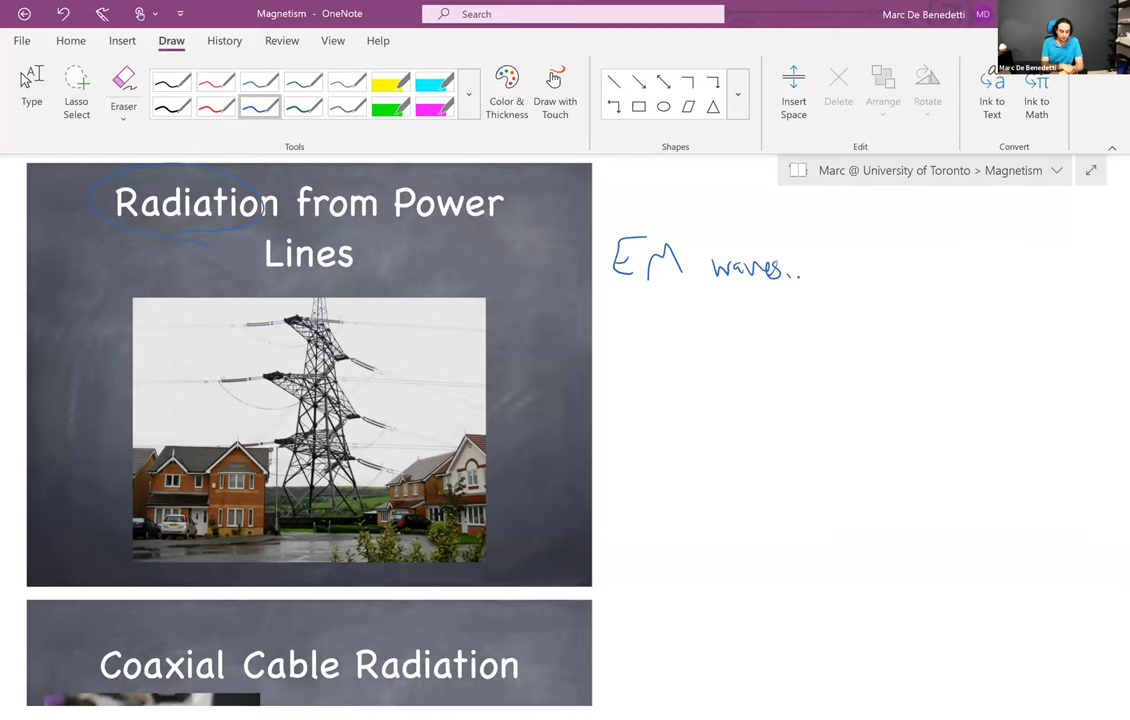 Magnetism - OneNote
Search
Marc De Benedetti
MD
File
Home
Insert
Draw
History
Review
View
Help
Marc De Benedetti
Type
Lasso
Select
Eraser
Color &
Thickness
Draw with
Touch
Insert
Space
Delete
Arrange
Rotate
Ink to
Text
Ink to
Math
Tools
Shapes
Edit
Convert
Marc @ University of Toronto > Magnetism
Radiation from Power
Lines
EM waves..
Coaxial Cable Radiation